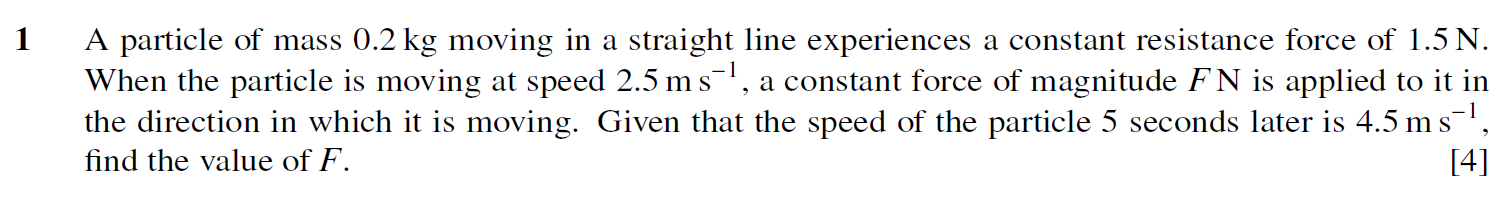 1 A particle of mass 0.2 kg moving in a straight line experiences a constant resistance force of 1.5 N.
When the particle is moving at speed 2.5 m s⁻¹, a constant force of magnitude F N is applied to it in
the direction in which it is moving. Given that the speed of the particle 5 seconds later is 4.5 m s⁻¹,
find the value of F. [4]